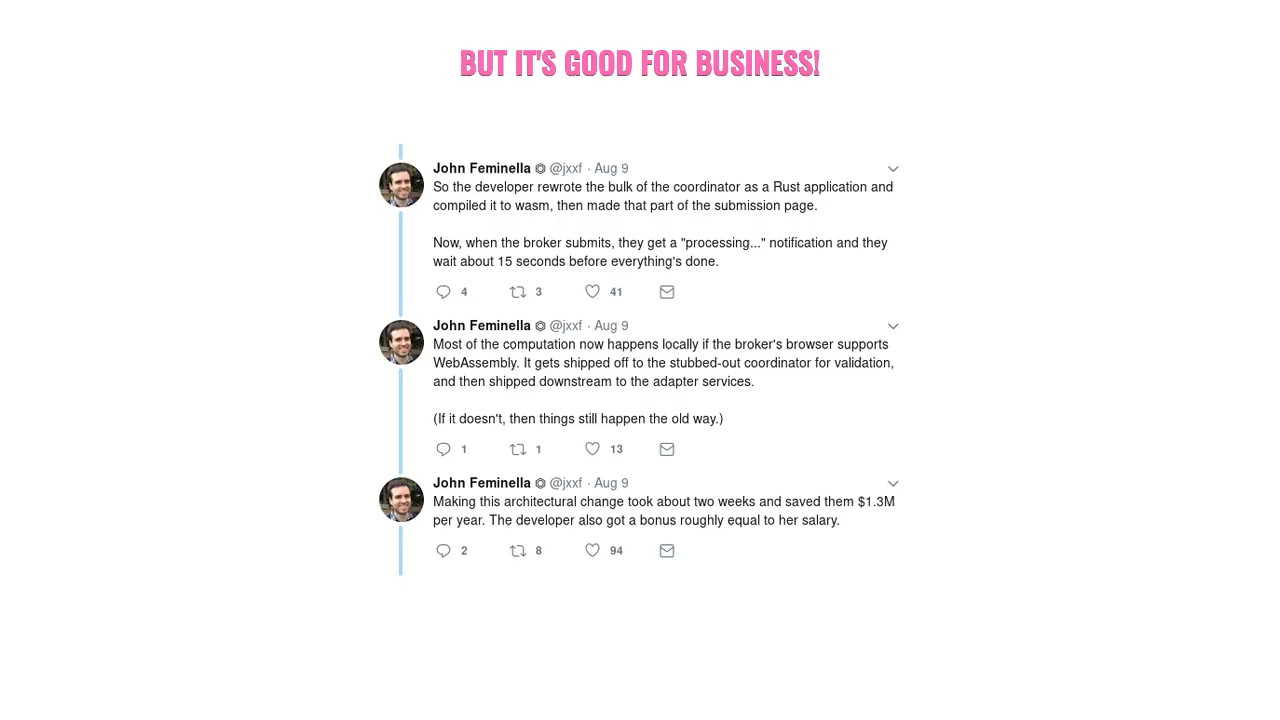 BUT IT'S GOOD FOR BUSINESS!
John Feminella ⏣ @jxxf · Aug 9
So the developer rewrote the bulk of the coordinator as a Rust application and
compiled it to wasm, then made that part of the submission page.
Now, when the broker submits, they get a "processing..." notification and they
wait about 15 seconds before everything's done.
4 3 41
John Feminella ⏣ @jxxf · Aug 9
Most of the computation now happens locally if the broker's browser supports
WebAssembly. It gets shipped off to the stubbed-out coordinator for validation,
and then shipped downstream to the adapter services.
(If it doesn't, then things still happen the old way.)
1 1 13
John Feminella ⏣ @jxxf · Aug 9
Making this architectural change took about two weeks and saved them $1.3M
per year. The developer also got a bonus roughly equal to her salary.
2 8 94